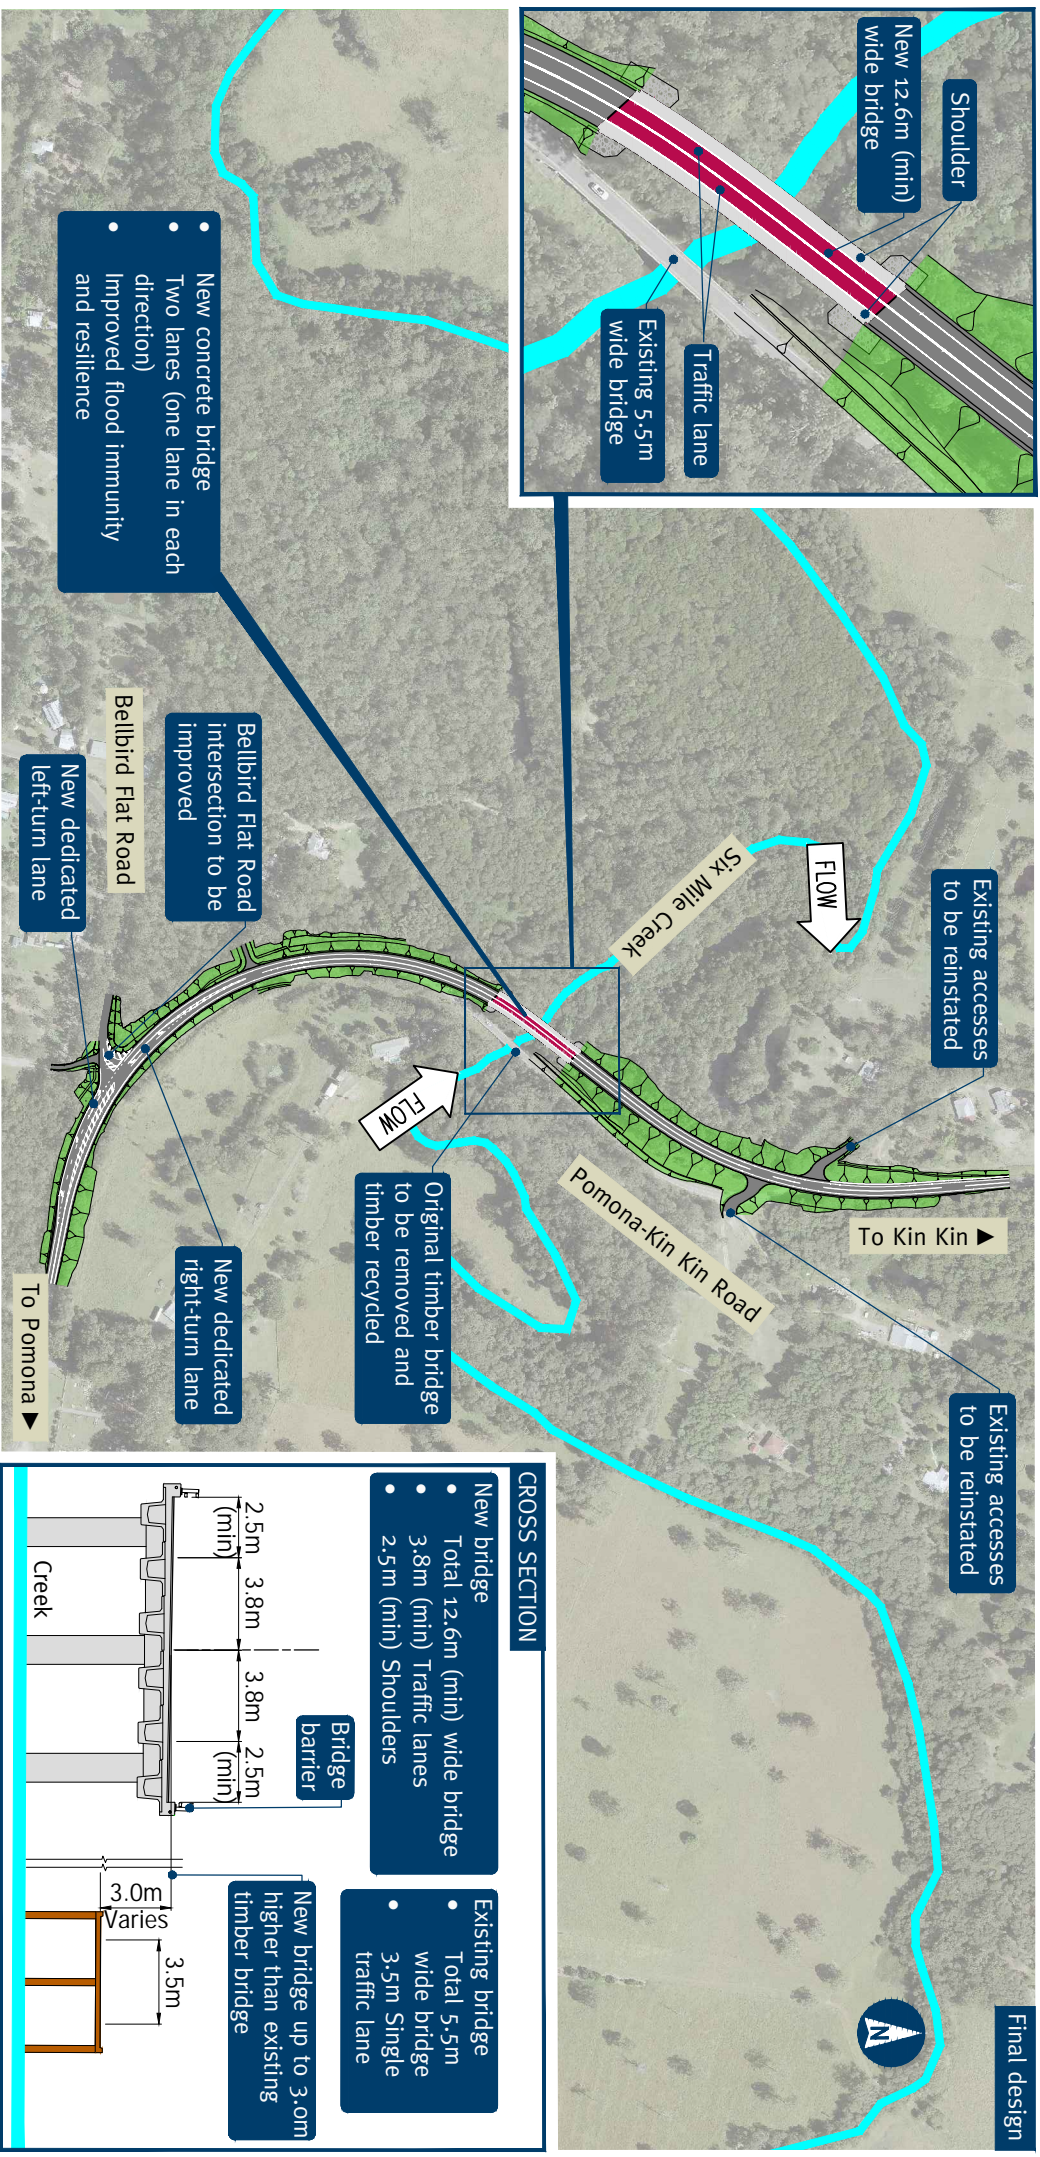 Final design
Shoulder
New 12.6m (min)
wide bridge
Traffic lane
Existing 5.5m
wide bridge
Existing accesses
to be reinstated
Existing accesses
to be reinstated
FLOW
Six Mile Creek
To Kin Kin ►
Pomona-Kin Kin Road
FLOW
Original timber bridge
to be removed and
timber recycled
• New concrete bridge
• Two lanes (one lane in each
direction)
• Improved flood immunity
and resilience
Bellbird Flat Road
intersection to be
improved
Bellbird Flat Road
New dedicated
left-turn lane
New dedicated
right-turn lane
To Pomona ►
N
CROSS SECTION
New bridge
• Total 12.6m (min) wide bridge
• 3.8m (min) Traffic lanes
• 2.5m (min) Shoulders
Existing bridge
• Total 5.5m
wide bridge
• 3.5m Single
traffic lane
Bridge
barrier
New bridge up to 3.0m
higher than existing
timber bridge
2.5m
(min)
3.8m
3.8m
2.5m
(min)
3.0m
Varies
3.5m
Creek